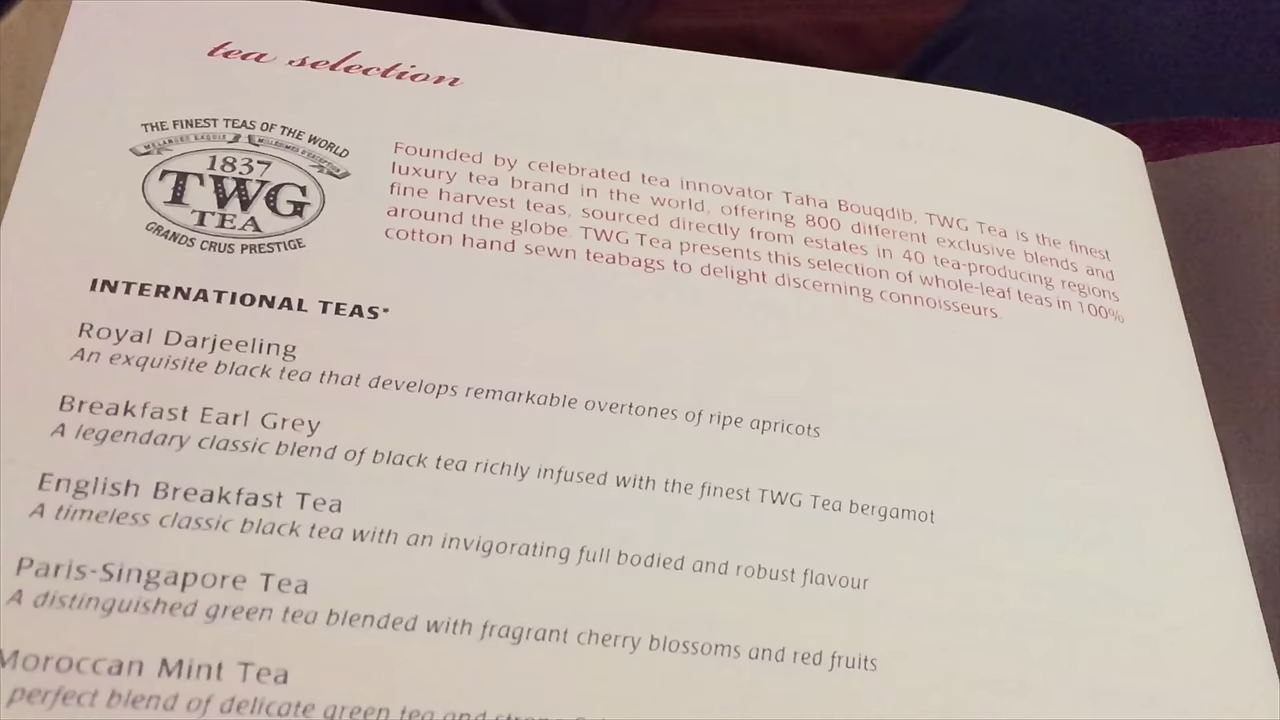 tea selection
THE FINEST TEAS OF THE WORLD
MELANGES EXQUIS
MILLESIMES D'EXCEPTION
1837
TWG
TEA
GRANDS CRUS PRESTIGE
Founded by celebrated tea innovator Taha Bouqdib, TWG Tea is the finest
luxury tea brand in the world, offering 800 different exclusive blends and
fine harvest teas, sourced directly from estates in 40 tea-producing regions
around the globe. TWG Tea presents this selection of whole-leaf teas in 100%
cotton hand sewn teabags to delight discerning connoisseurs.
INTERNATIONAL TEAS*
Royal Darjeeling
An exquisite black tea that develops remarkable overtones of ripe apricots
Breakfast Earl Grey
A legendary classic blend of black tea richly infused with the finest TWG Tea bergamot
English Breakfast Tea
A timeless classic black tea with an invigorating full bodied and robust flavour
Paris-Singapore Tea
A distinguished green tea blended with fragrant cherry blossoms and red fruits
Moroccan Mint Tea
perfect blend of delicate green tea and